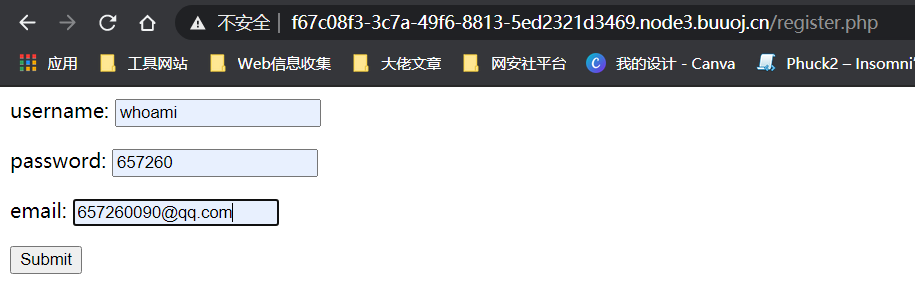 不安全 | f67c08f3-3c7a-49f6-8813-5ed2321d3469.node3.buuoj.cn/register.php
应用 工具网站 Web信息收集 大佬文章 网安社平台 我的设计 - Canva Phuck2 – Insomni'
username: whoami
password: 657260
email: 657260090@qq.com
Submit